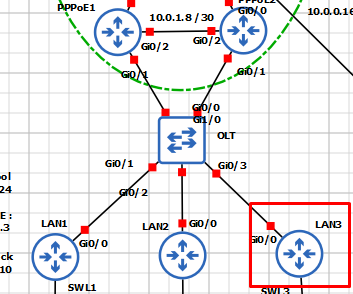 PPPoE1
PPPoE2
Gi0/0
10.0.1.8 / 30
10.0.0.16
Gi0/2
Gi0/2
Gi0/1
Gi0/1
Gi0/0
Gi1/0
OLT
Gi0/1
Gi0/3
ol
24
Gi0/2
E :
.3
LAN1
LAN2
Gi0/0
LAN3
Gi0/0
Gi0/0
ck
10
SWL1
SWL3